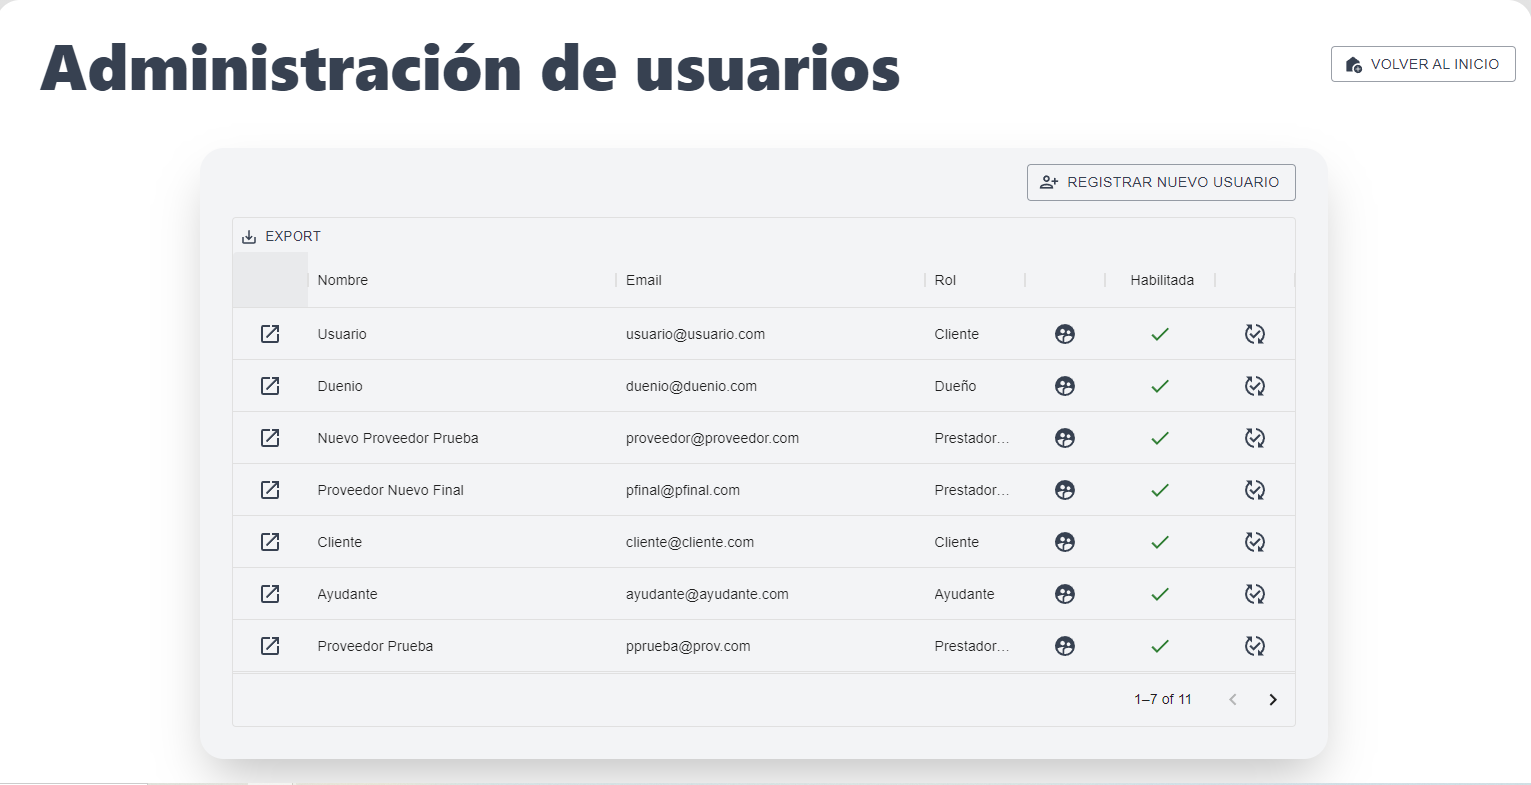 Administración de usuarios
VOLVER AL INICIO
REGISTRAR NUEVO USUARIO
EXPORT
Nombre Email Rol Habilitada
Usuario usuario@usuario.com Cliente
Duenio duenio@duenio.com Dueño
Nuevo Proveedor Prueba proveedor@proveedor.com Prestador...
Proveedor Nuevo Final pfinal@pfinal.com Prestador...
Cliente cliente@cliente.com Cliente
Ayudante ayudante@ayudante.com Ayudante
Proveedor Prueba pprueba@prov.com Prestador...
1–7 of 11